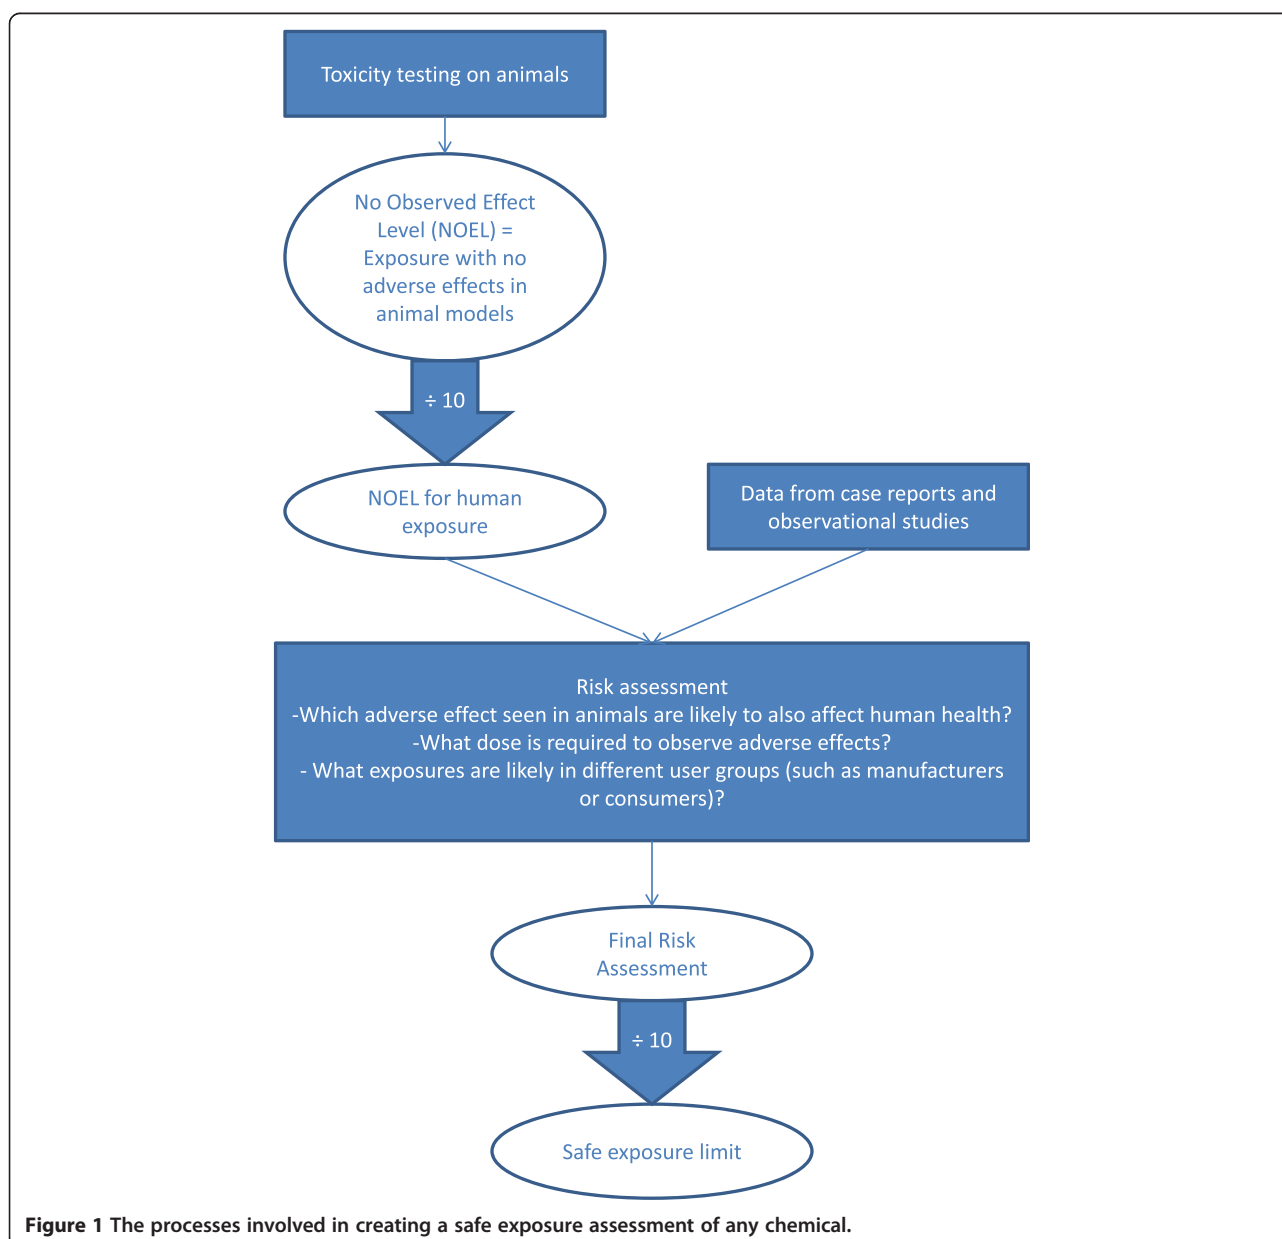 Toxicity testing on animals
No Observed Effect
Level (NOEL) =
Exposure with no
adverse effects in
animal models
÷ 10
NOEL for human
exposure
Data from case reports and
observational studies
Risk assessment
-Which adverse effect seen in animals are likely to also affect human health?
-What dose is required to observe adverse effects?
- What exposures are likely in different user groups (such as manufacturers
or consumers)?
Final Risk
Assessment
÷ 10
Safe exposure limit
Figure 1 The processes involved in creating a safe exposure assessment of any chemical.